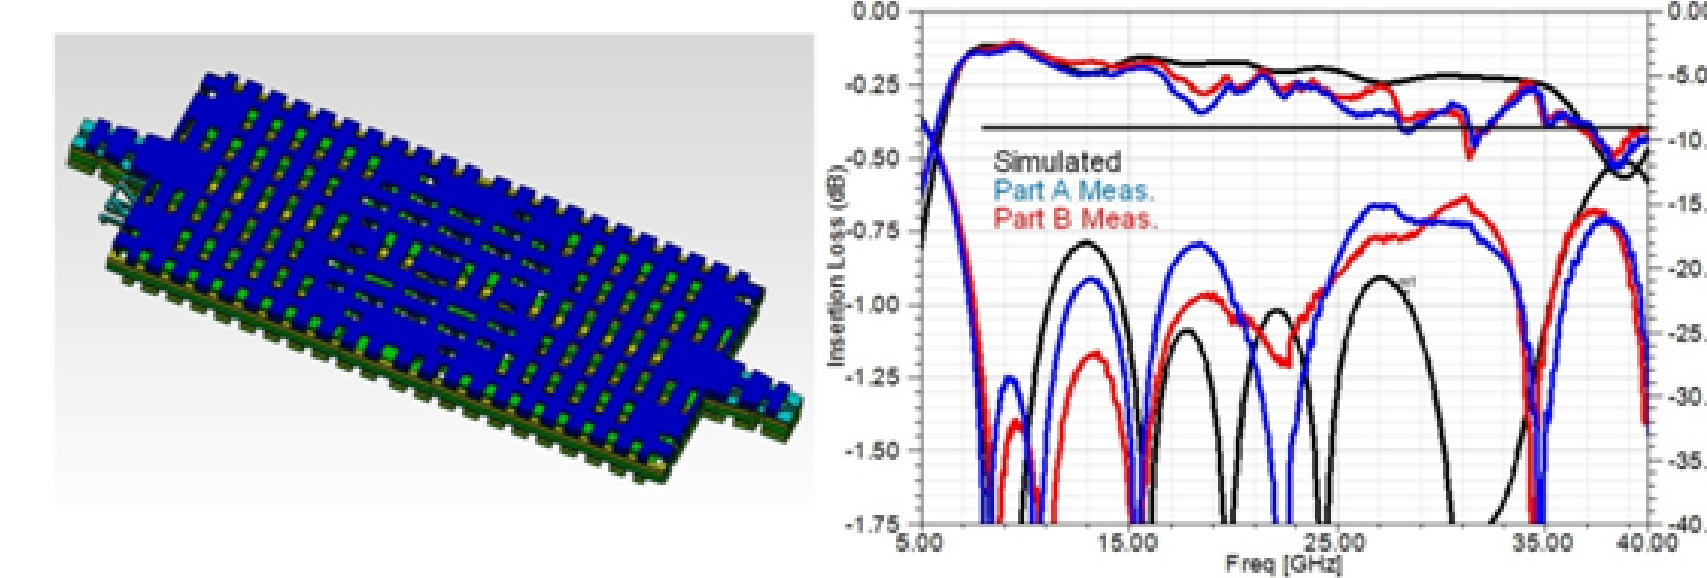 0.00
-0.25
-0.50
-0.75
-1.00
-1.25
-1.50
-1.75
Insertion Loss (dB)
Simulated
Part A Meas.
Part B Meas.
0.00
-5.0
-10.
-15.
-20.
-25.
-30.
-35.
-40.
5.00 15.00 25.00 35.00 40.00
Freq [GHz]